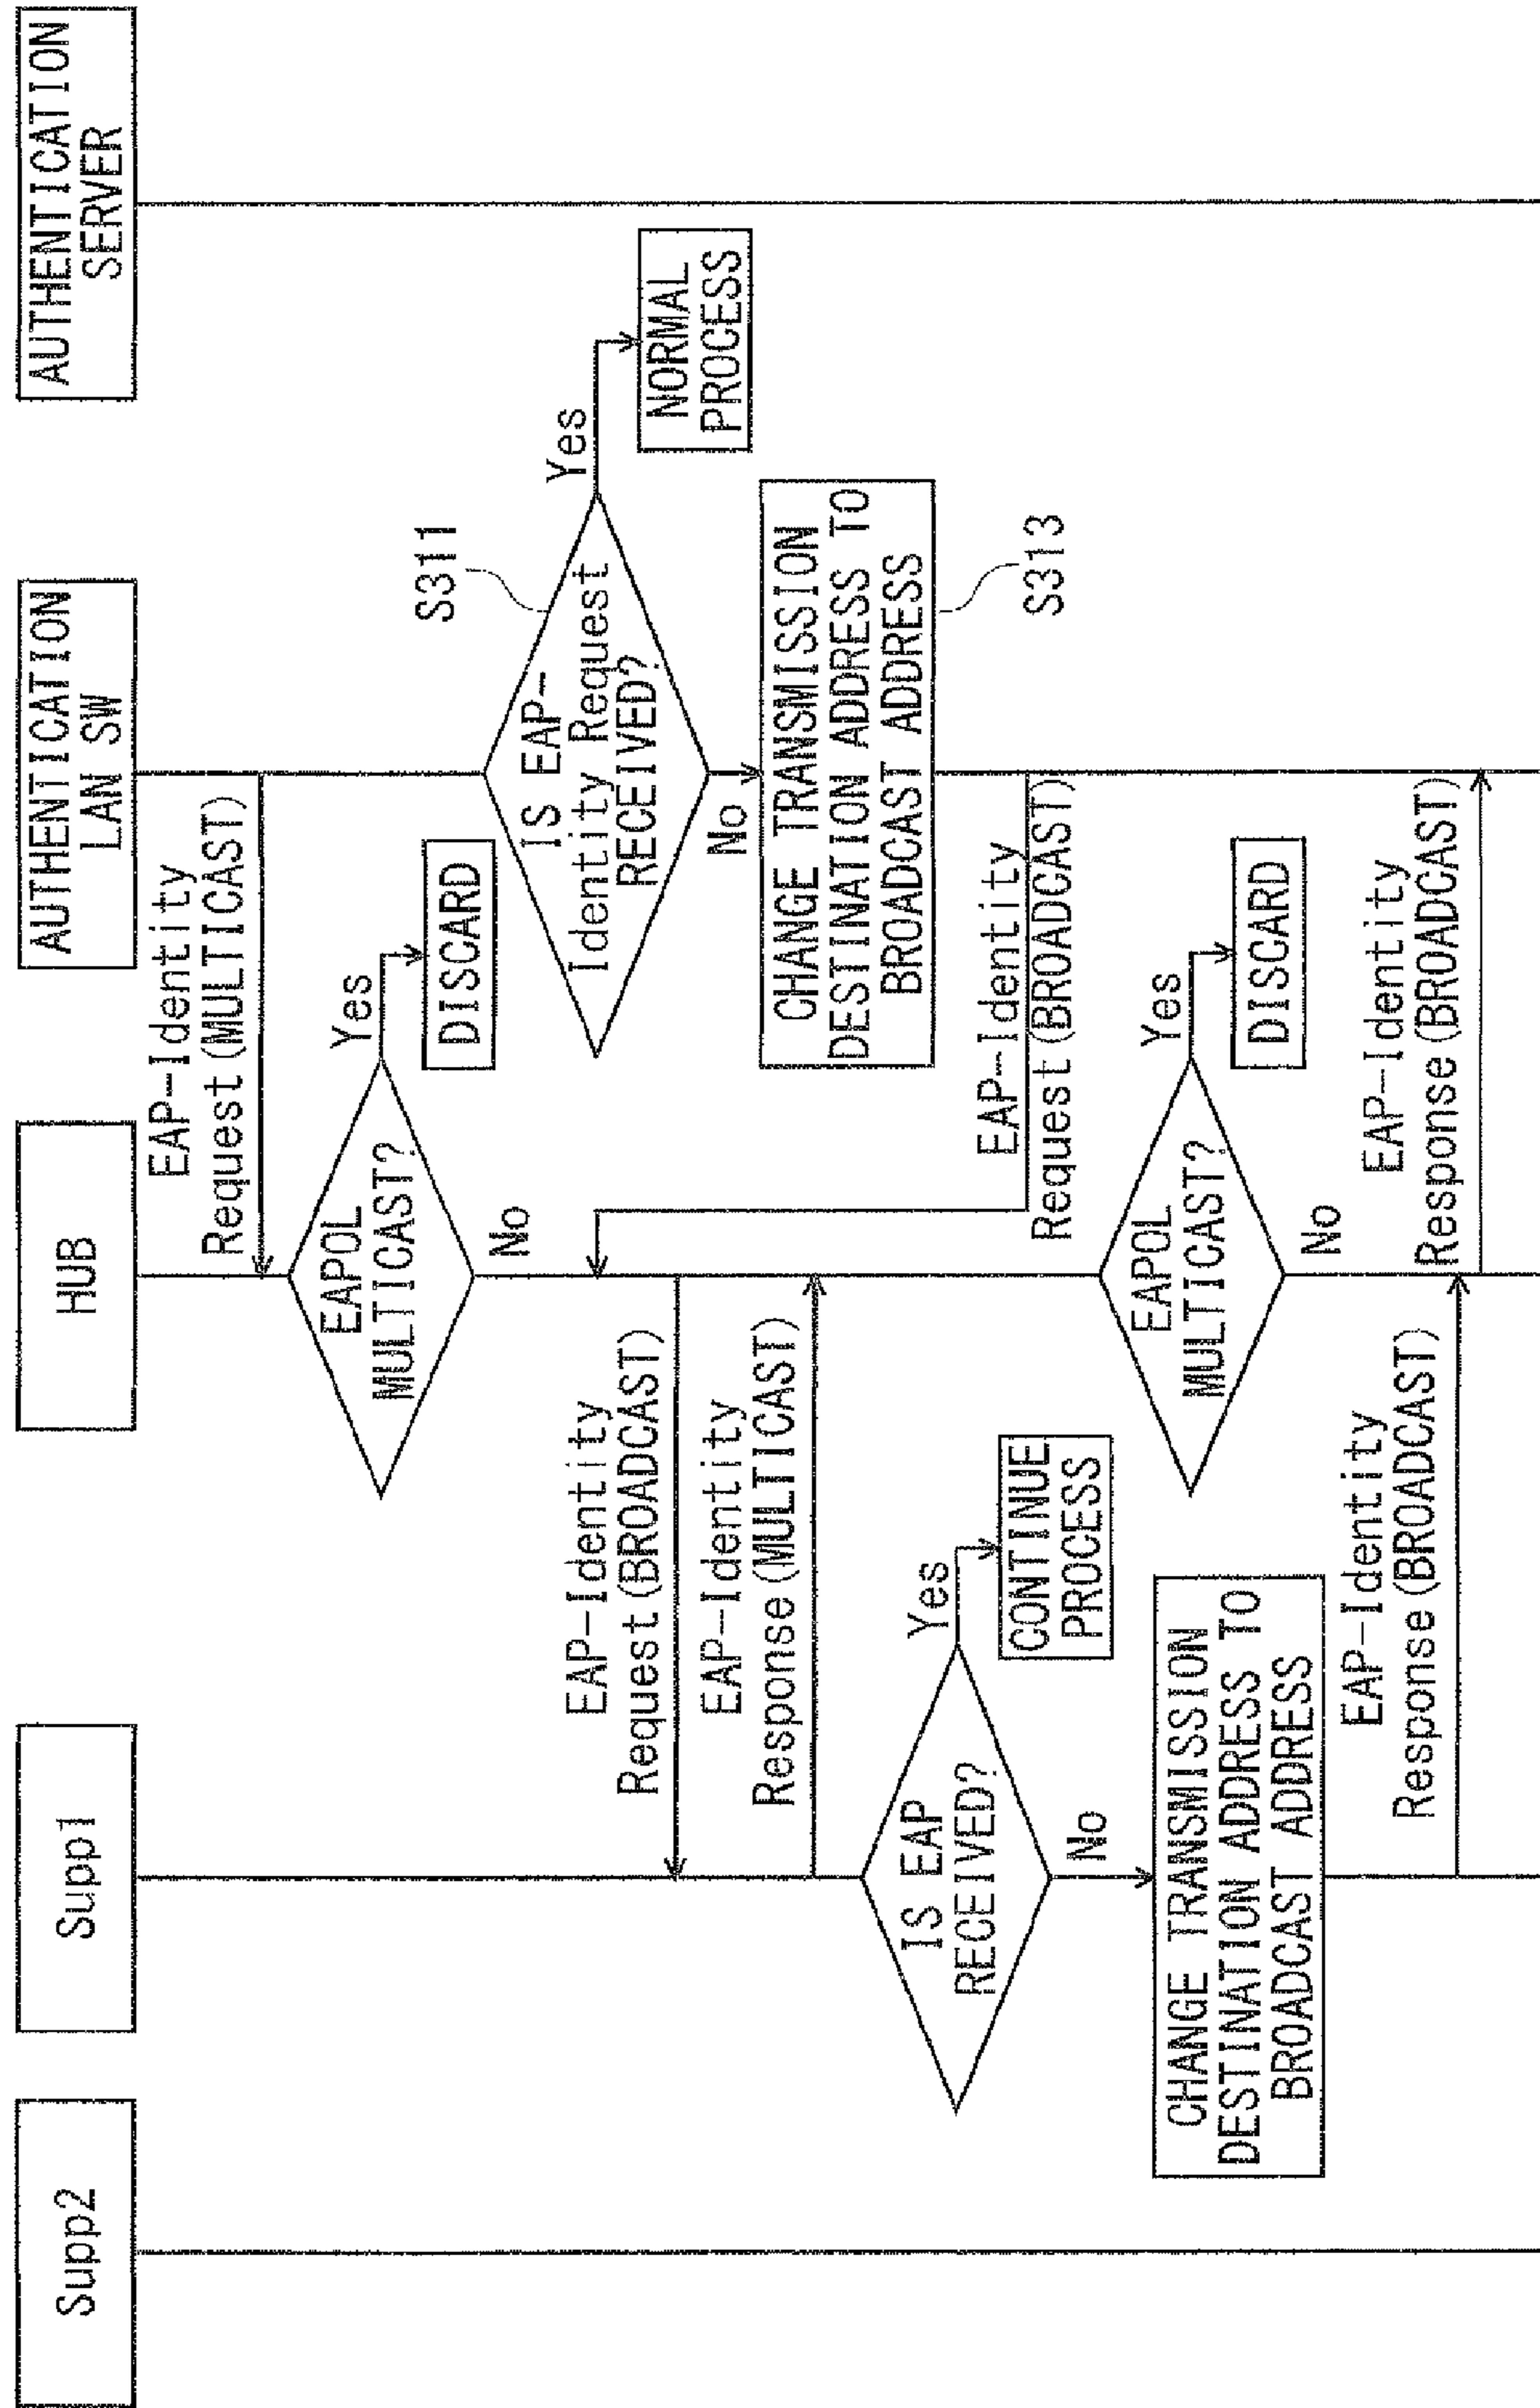 Supp2
Supp1
HUB
AUTHENTICATION
LAN SW
AUTHENTICATION
SERVER
EAP-Identity
Request(MULTICAST)
EAPOL
MULTICAST?
Yes
DISCARD
No
S311
IS EAP-
Identity Request
RECEIVED?
Yes
NORMAL
PROCESS
No
CHANGE TRANSMISSION
DESTINATION ADDRESS TO
BROADCAST ADDRESS
S313
EAP-Identity
Request(BROADCAST)
EAP-Identity
Request(BROADCAST)
EAP-Identity
Response(MULTICAST)
IS EAP
RECEIVED?
Yes
CONTINUE
PROCESS
No
CHANGE TRANSMISSION
DESTINATION ADDRESS TO
BROADCAST ADDRESS
EAPOL
MULTICAST?
Yes
DISCARD
No
EAP-Identity
Response(BROADCAST)
EAP-Identity
Response(BROADCAST)